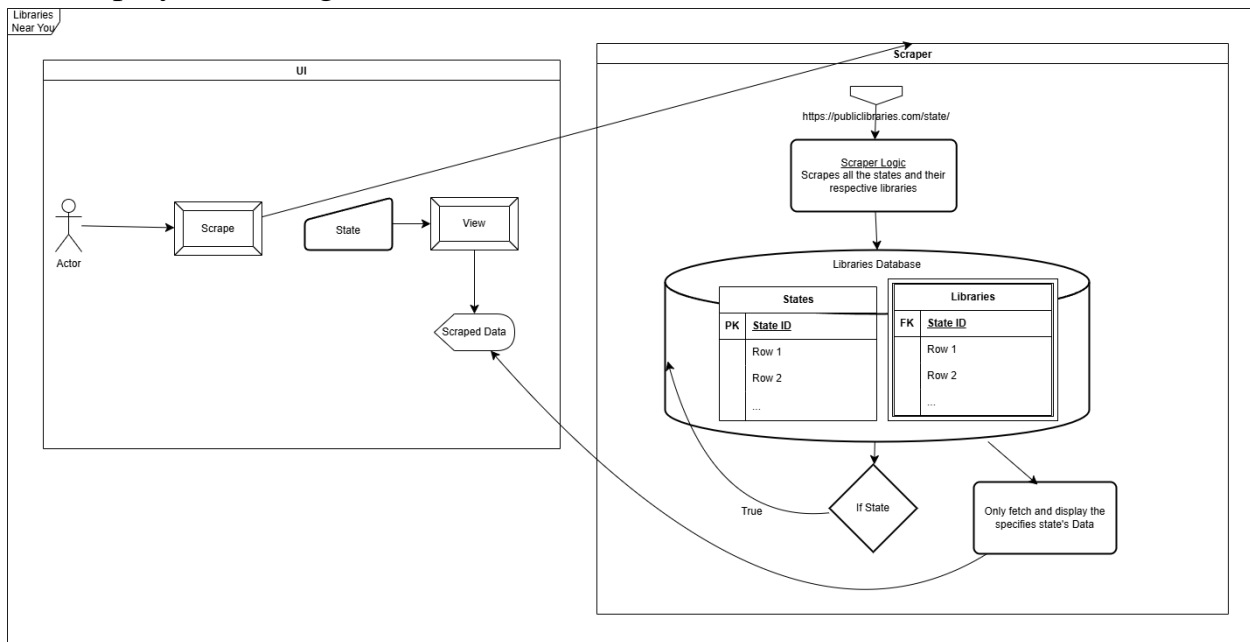 Libraries
Near You
UI
Actor
Scrape
State
View
Scraped Data
Scraper
https://publiclibraries.com/state/
Scraper Logic
Scrapes all the states and their
respective libraries
Libraries Database
States
PK State ID
Row 1
Row 2
...
Libraries
FK State ID
Row 1
Row 2
...
If State
True
Only fetch and display the
specifies state's Data